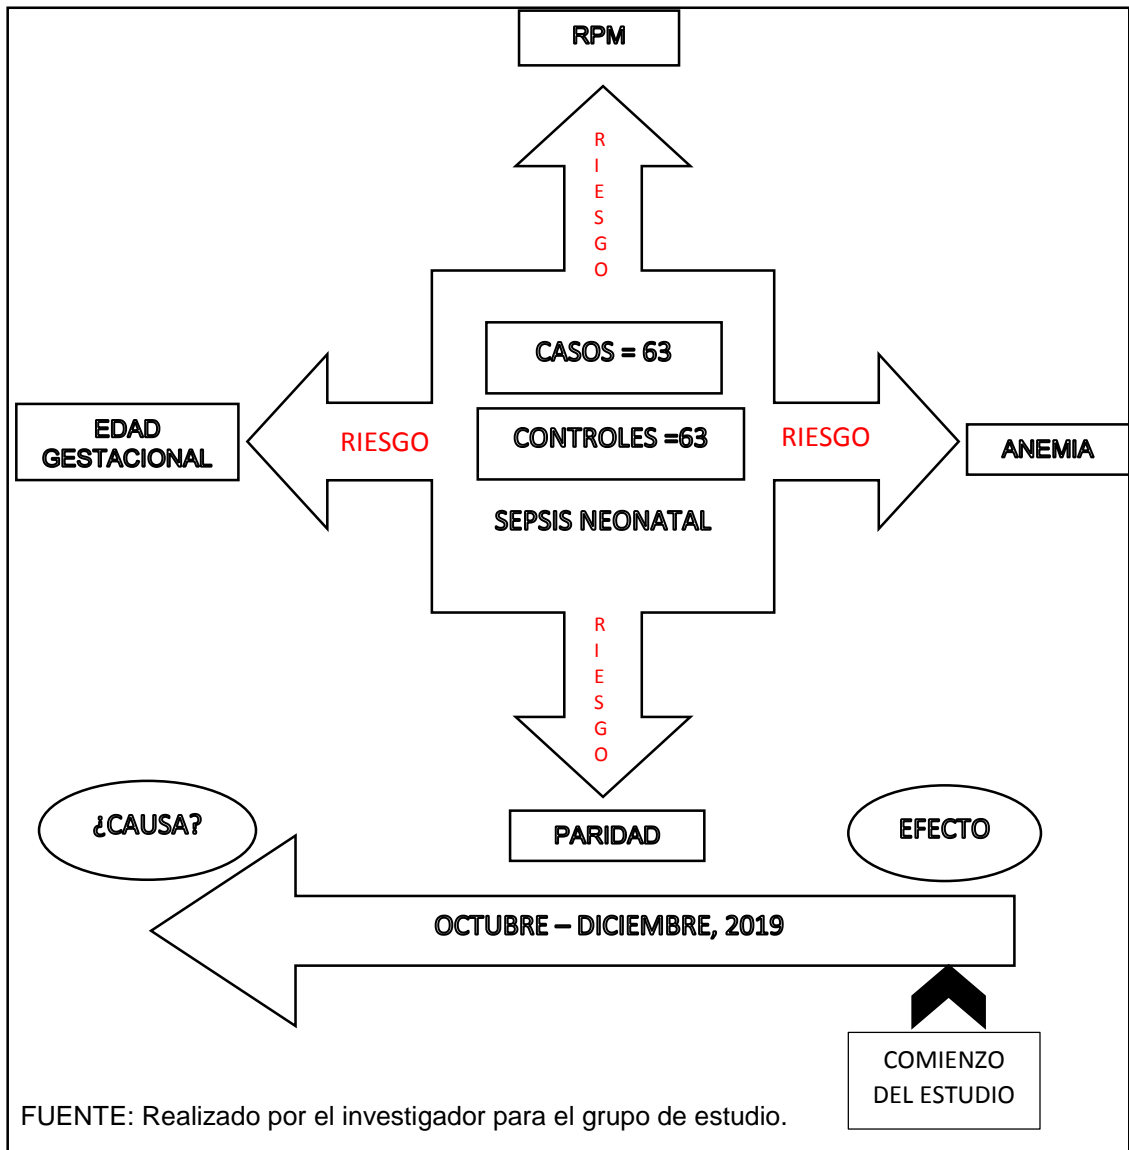 RPM
R
I
E
S
G
O
CASOS = 63
EDAD
GESTACIONAL
RIESGO
CONTROLES =63
RIESGO
ANEMIA
SEPSIS NEONATAL
R
I
E
S
G
O
¿CAUSA?
PARIDAD
EFECTO
OCTUBRE – DICIEMBRE, 2019
COMIENZO
DEL ESTUDIO
FUENTE: Realizado por el investigador para el grupo de estudio.